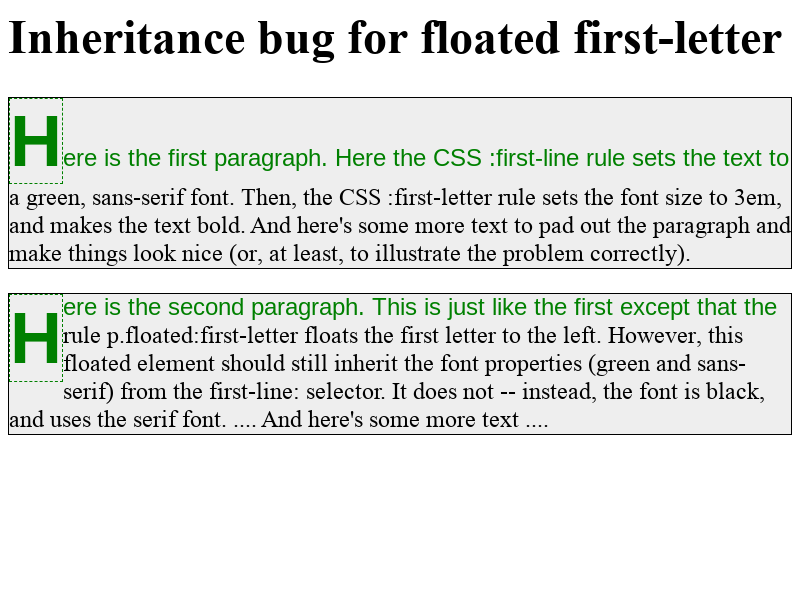 Inheritance bug for floated first-letter
Here is the first paragraph. Here the CSS :first-line rule sets the text to
a green, sans-serif font. Then, the CSS :first-letter rule sets the font size to 3em,
and makes the text bold. And here's some more text to pad out the paragraph and
make things look nice (or, at least, to illustrate the problem correctly).
Here is the second paragraph. This is just like the first except that the
rule p.floated:first-letter floats the first letter to the left. However, this
floated element should still inherit the font properties (green and sans-
serif) from the first-line: selector. It does not -- instead, the font is black,
and uses the serif font. .... And here's some more text ....